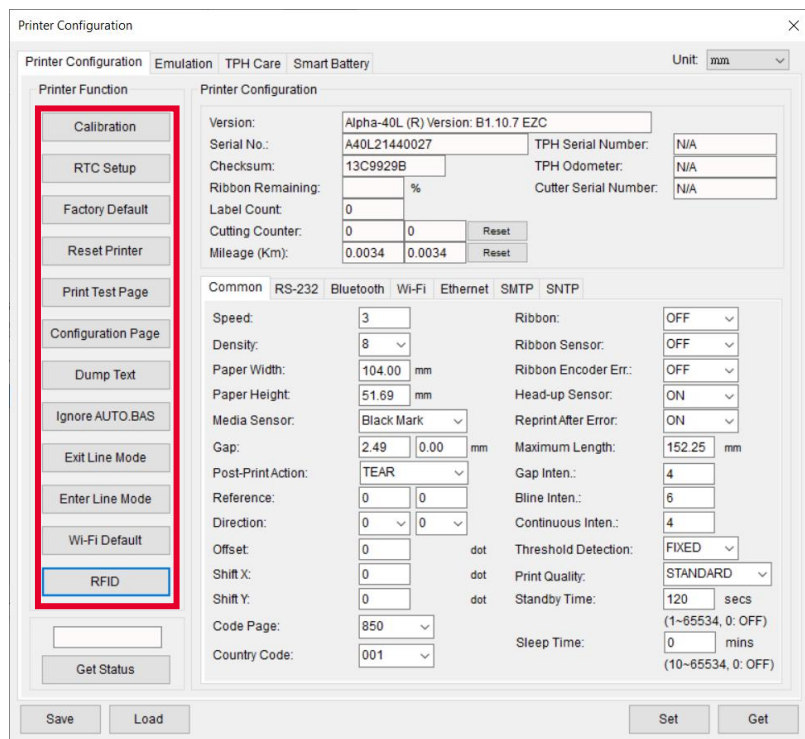 Printer Configuration
Printer Configuration Emulation TPH Care Smart Battery Unit: mm
Printer Function
Calibration
RTC Setup
Factory Default
Reset Printer
Print Test Page
Configuration Page
Dump Text
Ignore AUTO.BAS
Exit Line Mode
Enter Line Mode
Wi-Fi Default
RFID
Get Status
Printer Configuration
Version: Alpha-40L (R) Version: B1.10.7 EZC
Serial No.: A40L21440027 TPH Serial Number: N/A
Checksum: 13C9929B TPH Odometer: N/A
Ribbon Remaining: % Cutter Serial Number: N/A
Label Count: 0
Cutting Counter: 0 0 Reset
Mileage (Km): 0.0034 0.0034 Reset
Common RS-232 Bluetooth Wi-Fi Ethernet SMTP SNTP
Speed: 3 Ribbon: OFF
Density: 8 Ribbon Sensor: OFF
Paper Width: 104.00 mm Ribbon Encoder Err.: OFF
Paper Height: 51.69 mm Head-up Sensor: ON
Media Sensor: Black Mark Reprint After Error: ON
Gap: 2.49 0.00 mm Maximum Length: 152.25 mm
Post-Print Action: TEAR Gap Inten.: 4
Reference: 0 0 Bline Inten.: 6
Direction: 0 0 Continuous Inten.: 4
Offset: 0 dot Threshold Detection: FIXED
Shift X: 0 dot Print Quality: STANDARD
Shift Y: 0 dot Standby Time: 120 secs
(1~65534, 0: OFF)
Code Page: 850 Sleep Time: 0 mins
Country Code: 001 (10~65534, 0: OFF)
Save Load Set Get